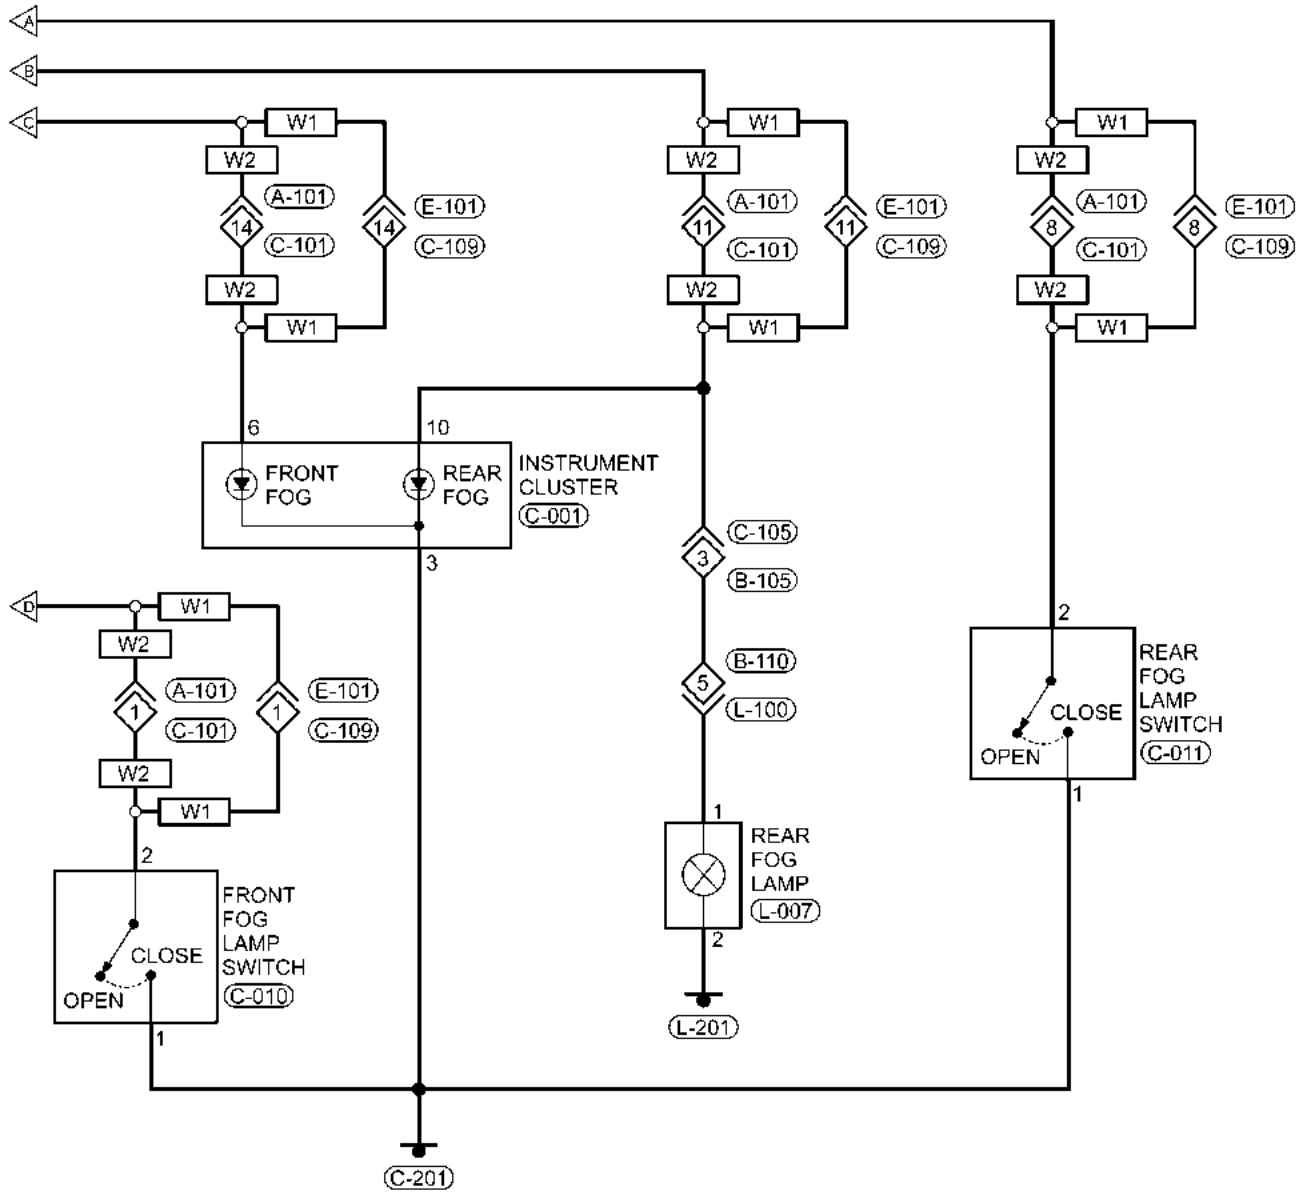 A
B
C
W1
W1
W1
W2
W2
W2
A-101
E-101
A-101
E-101
A-101
E-101
14
14
11
11
8
8
C-101
C-109
C-101
C-109
C-101
C-109
W2
W2
W2
W1
W1
W1
6
10
FRONT
FOG
REAR
FOG
INSTRUMENT
CLUSTER
C-001
3
C-105
3
B-105
D
W1
W2
A-101
E-101
1
1
C-101
C-109
W2
W1
B-110
5
L-100
2
REAR
FOG
LAMP
SWITCH
C-011
CLOSE
OPEN
1
1
REAR
FOG
LAMP
L-007
2
L-201
2
FRONT
FOG
LAMP
SWITCH
C-010
CLOSE
OPEN
1
C-201